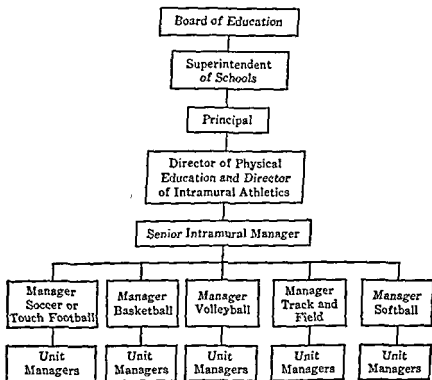 Board of Education
Superintendent
of Schools
Principal
Director of Physical
Education and Director
of Intramural Athletics
Senior Intramural Manager
Manager
Soccer or
Touch Football
Manager
Basketball
Manager
Volleyball
Manager
Track and
Field
Manager
Softball
Unit
Managers
Unit
Managers
Unit
Managers
Unit
Managers
Unit
Managers